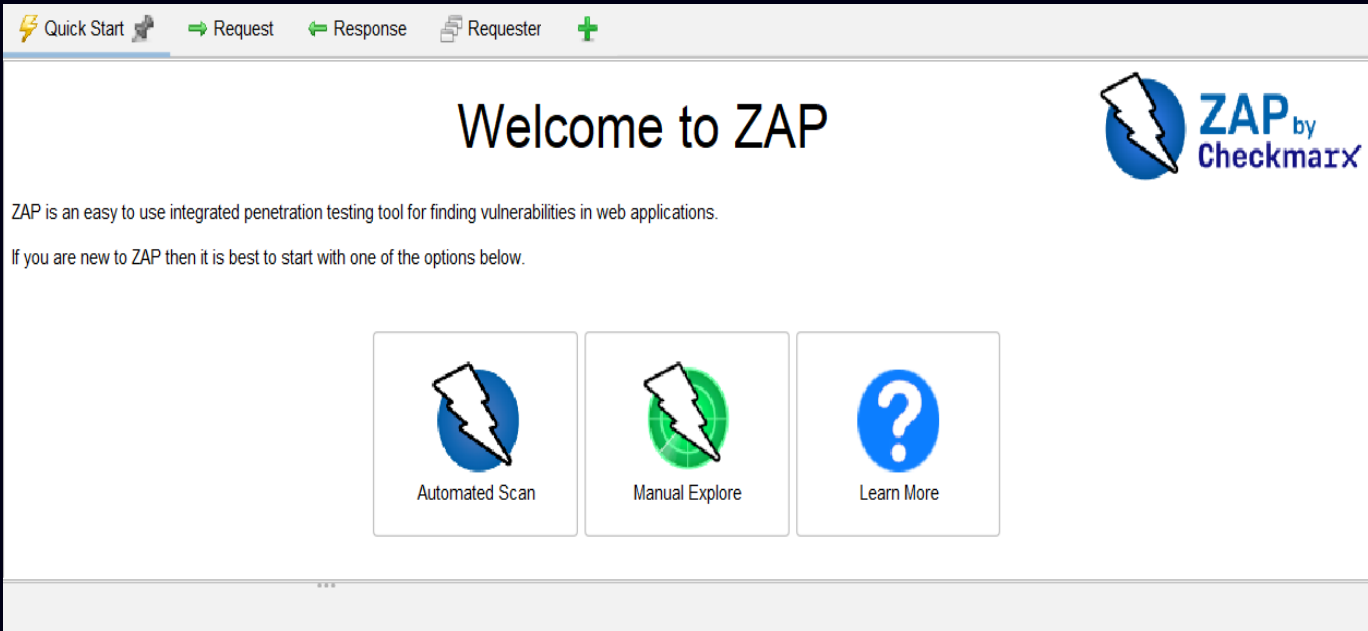 Quick Start
Request
Response
Requester
Welcome to ZAP
ZAP by
Checkmarx
ZAP is an easy to use integrated penetration testing tool for finding vulnerabilities in web applications.
If you are new to ZAP then it is best to start with one of the options below.
Automated Scan
Manual Explore
?
Learn More